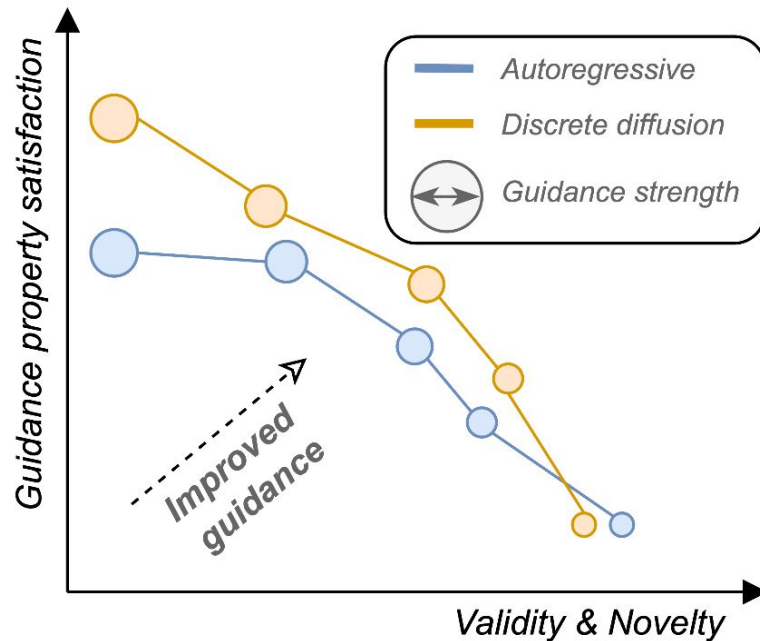 Guidance property satisfaction
Autoregressive
Discrete diffusion
Guidance strength
Improved
guidance
Validity & Novelty